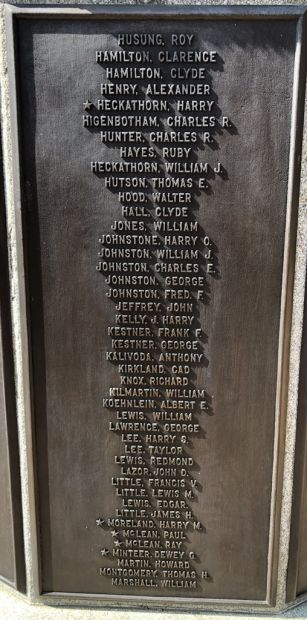 HUSUNG, ROY
HAMILTON, CLARENCE
HAMILTON, CLYDE
HENRY, ALEXANDER
★ HECKATHORN, HARRY
HIGENBOTHAM, CHARLES R.
HUNTER, CHARLES R.
HAYES, RUBY
HECKATHORN, WILLIAM J.
HUTSON, THOMAS E.
HOOD, WALTER
HALL, CLYDE
JONES, WILLIAM
JOHNSTONE, HARRY O.
JOHNSTON, WILLIAM J.
JOHNSTON, CHARLES E.
JOHNSTON, GEORGE
JOHNSTON, FRED. F.
JEFFREY, JOHN
KELLY, J. HARRY
KESTNER, FRANK F.
KESTNER, GEORGE
KALIVODA, ANTHONY
KIRKLAND, GAD
KNOX, RICHARD
KILMARTIN, WILLIAM
KOEHNLEIN, ALBERT E.
LEWIS, WILLIAM
LAWRENCE, GEORGE
LEE, HARRY G.
LEE, TAYLOR
LEWIS, REDMOND
LAZOR, JOHN D.
LITTLE, FRANCIS V.
LITTLE, LEWIS M.
LEWIS, EDGAR.
LITTLE, JAMES H.
★ MORELAND, HARRY M.
★ McLEAN, PAUL
★ McLEAN, RAY
★ MINTEER, DEWEY G.
MARTIN, HOWARD
MONTGOMERY, THOMAS H.
MARSHALL, WILLIAM